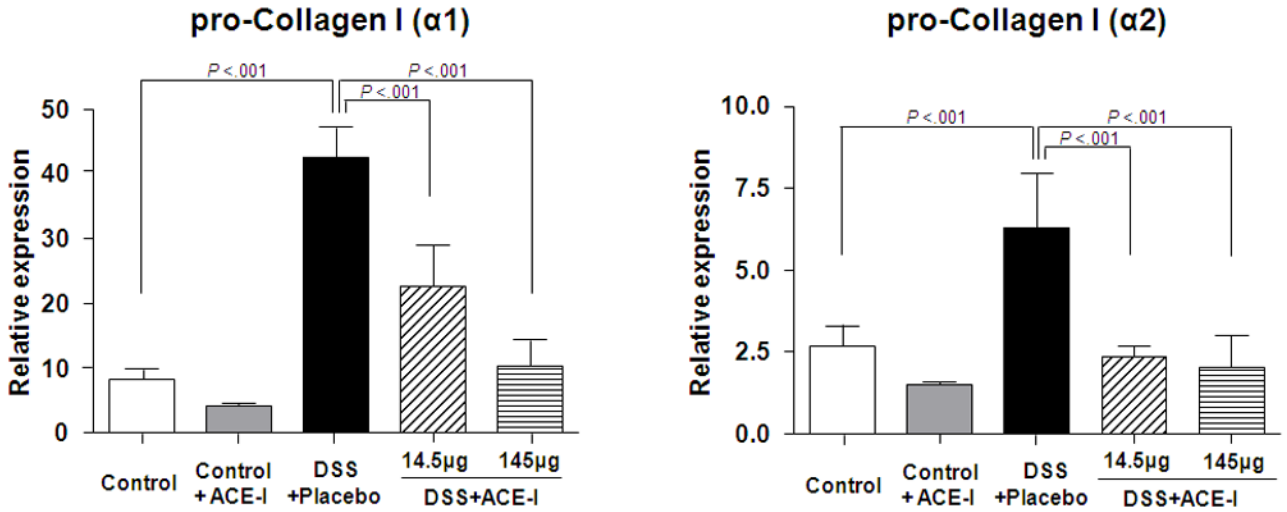 pro-Collagen I (α1)
P <.001
P <.001
P <.001
Relative expression
50
40
30
20
10
0
Control
Control
+ ACE-I
DSS
+Placebo
14.5µg
145µg
DSS+ACE-I
pro-Collagen I (α2)
P <.001
P <.001
P <.001
Relative expression
10.0
7.5
5.0
2.5
0.0
Control
Control
+ ACE-I
DSS
+Placebo
14.5µg
145µg
DSS+ACE-I